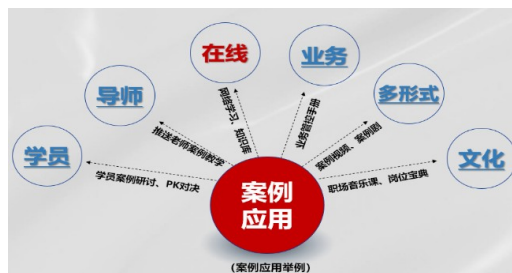 在线
业务
导师
多形式
学员
文化
网络学习、知识库
业务管控手册
推送老师案例教学
案例视频、案例剧
学员案例研讨、PK对决
职场音乐课、岗位宝典
案例
应用
(案例应用举例)